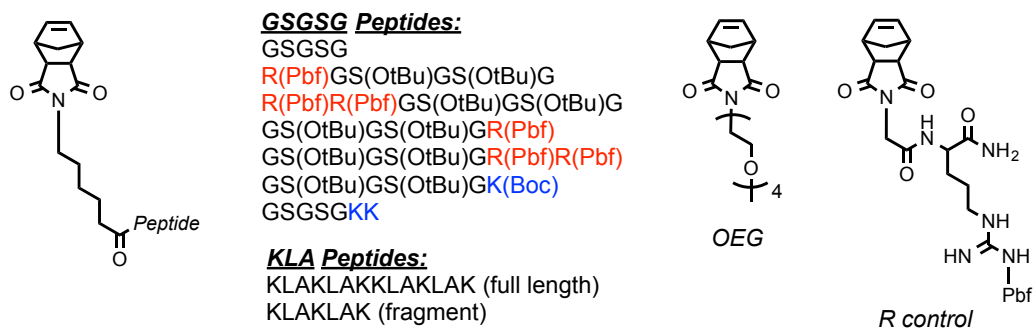 O
N
O
Peptide
O
GSGSG Peptides:
GSGSG
R(Pbf)GS(OtBu)GS(OtBu)G
R(Pbf)R(Pbf)GS(OtBu)GS(OtBu)G
GS(OtBu)GS(OtBu)GR(Pbf)
GS(OtBu)GS(OtBu)GR(Pbf)R(Pbf)
GS(OtBu)GS(OtBu)GK(Boc)
GSGSGKK
KLA Peptides:
KLAKLAKKLAKLAK (full length)
KLAKLAK (fragment)
O
N
O
O
4
OEG
O
N
O
O
H
N
O
NH2
NH
HN
NH
Pbf
R control